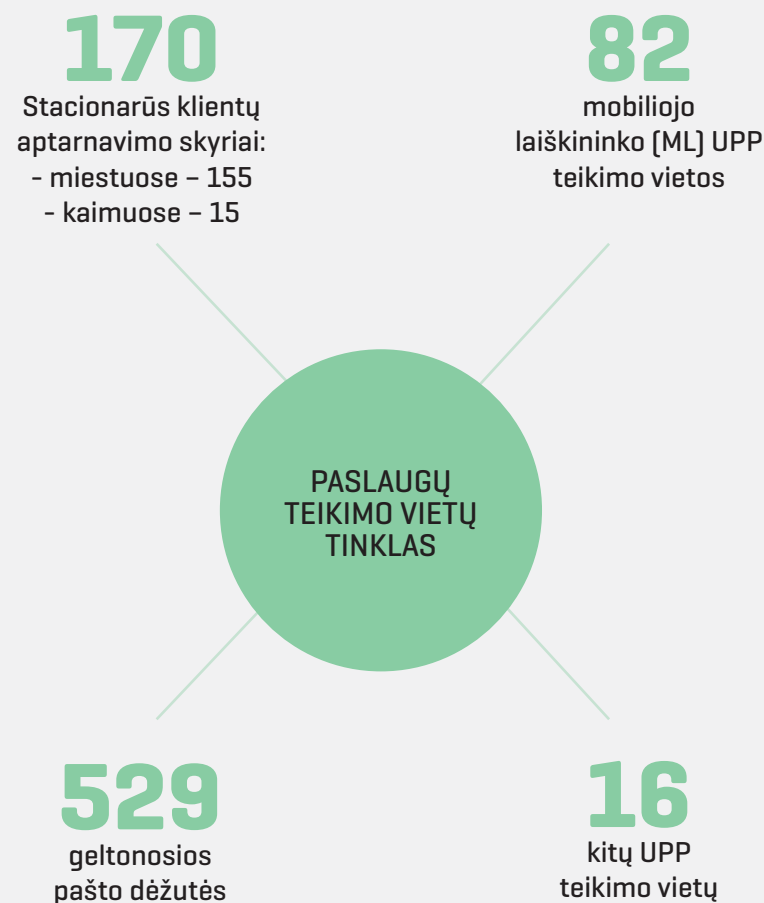 170
Stacionarūs klientų
aptarnavimo skyriai:
- miestuose – 155
- kaimuose – 15
82
mobiliojo
laiškininko (ML) UPP
teikimo vietos
PASLAUGŲ
TEIKIMO VIETŲ
TINKLAS
529
geltonosios
pašto dėžutės
16
kitų UPP
teikimo vietų